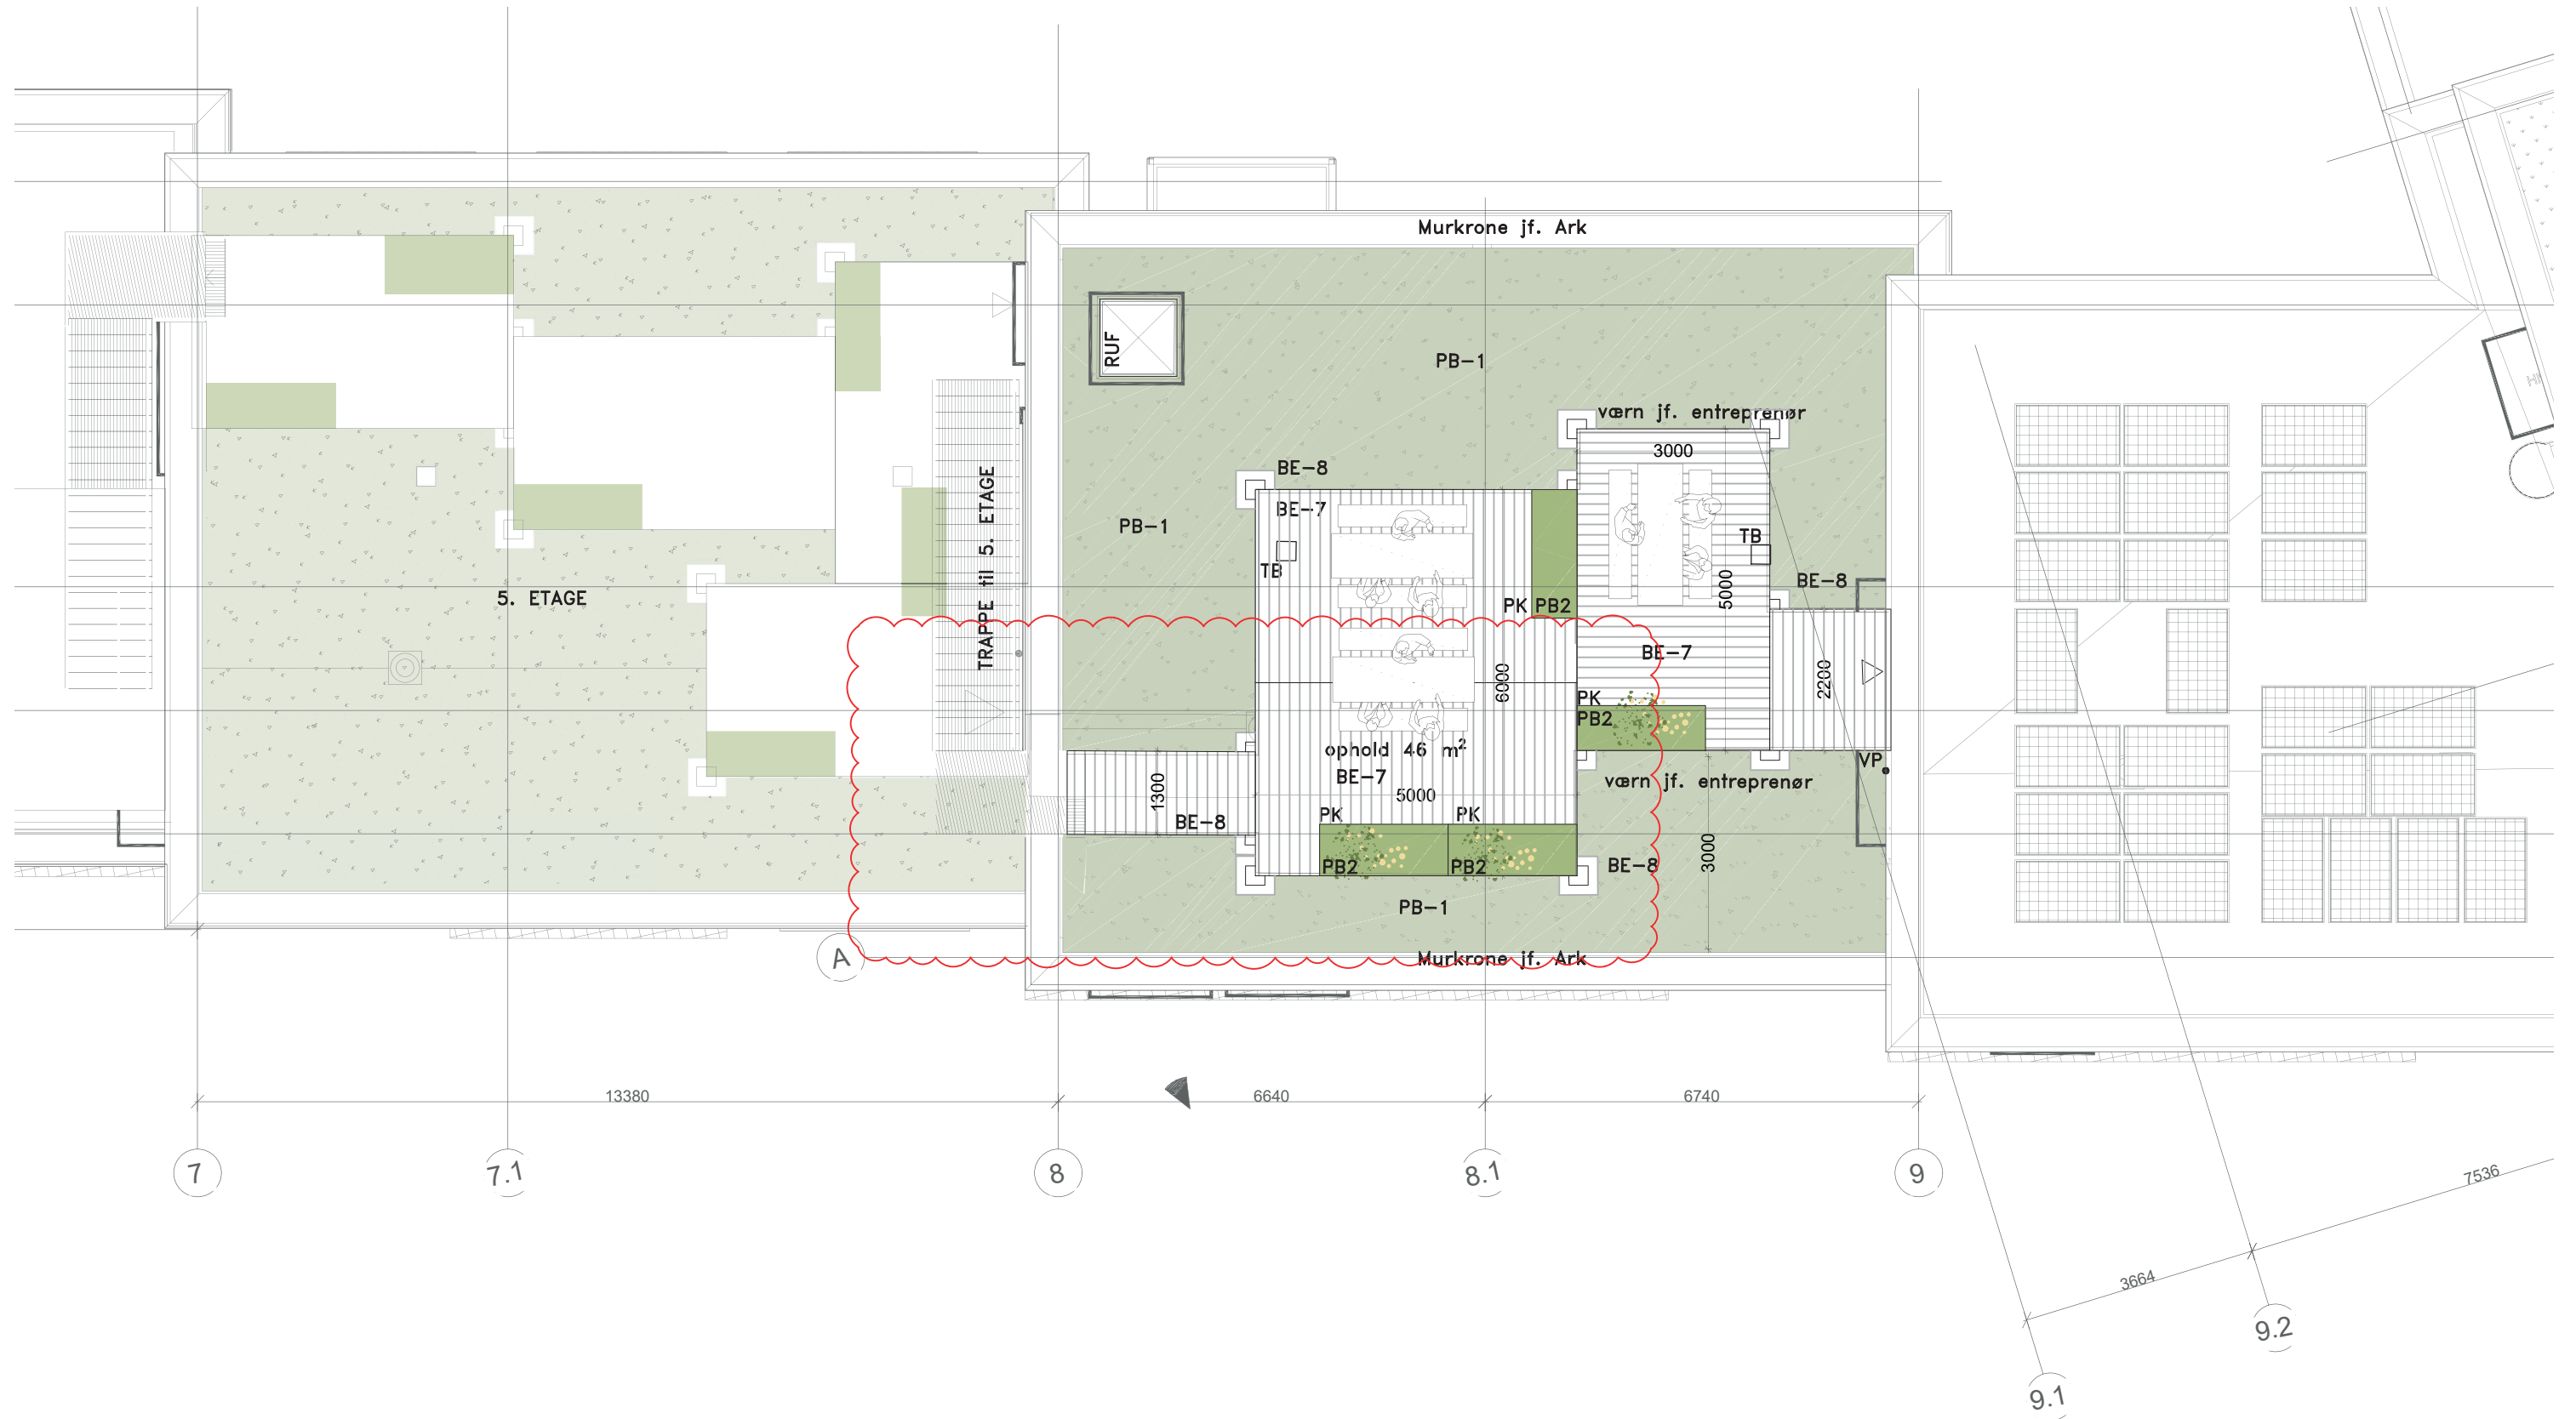 Murkrone jf. Ark
RUF
PB-1
værn jf. entreprenør
3000
BE-8
BE-7
TB
PB-1
TB
TRAPPE til 5. ETAGE
5000
BE-8
5. ETAGE
PK PB2
BE-7
6000
2200
PK
PB2
ophold 46 m²
VP
BE-7
værn jf. entreprenør
1300
5000
PK
PK
BE-8
PB2
PB2
BE-8
3000
PB-1
A
Murkrone jf. Ark
13380
6640
6740
7
7.1
8
8.1
9
7536
3664
9.2
9.1